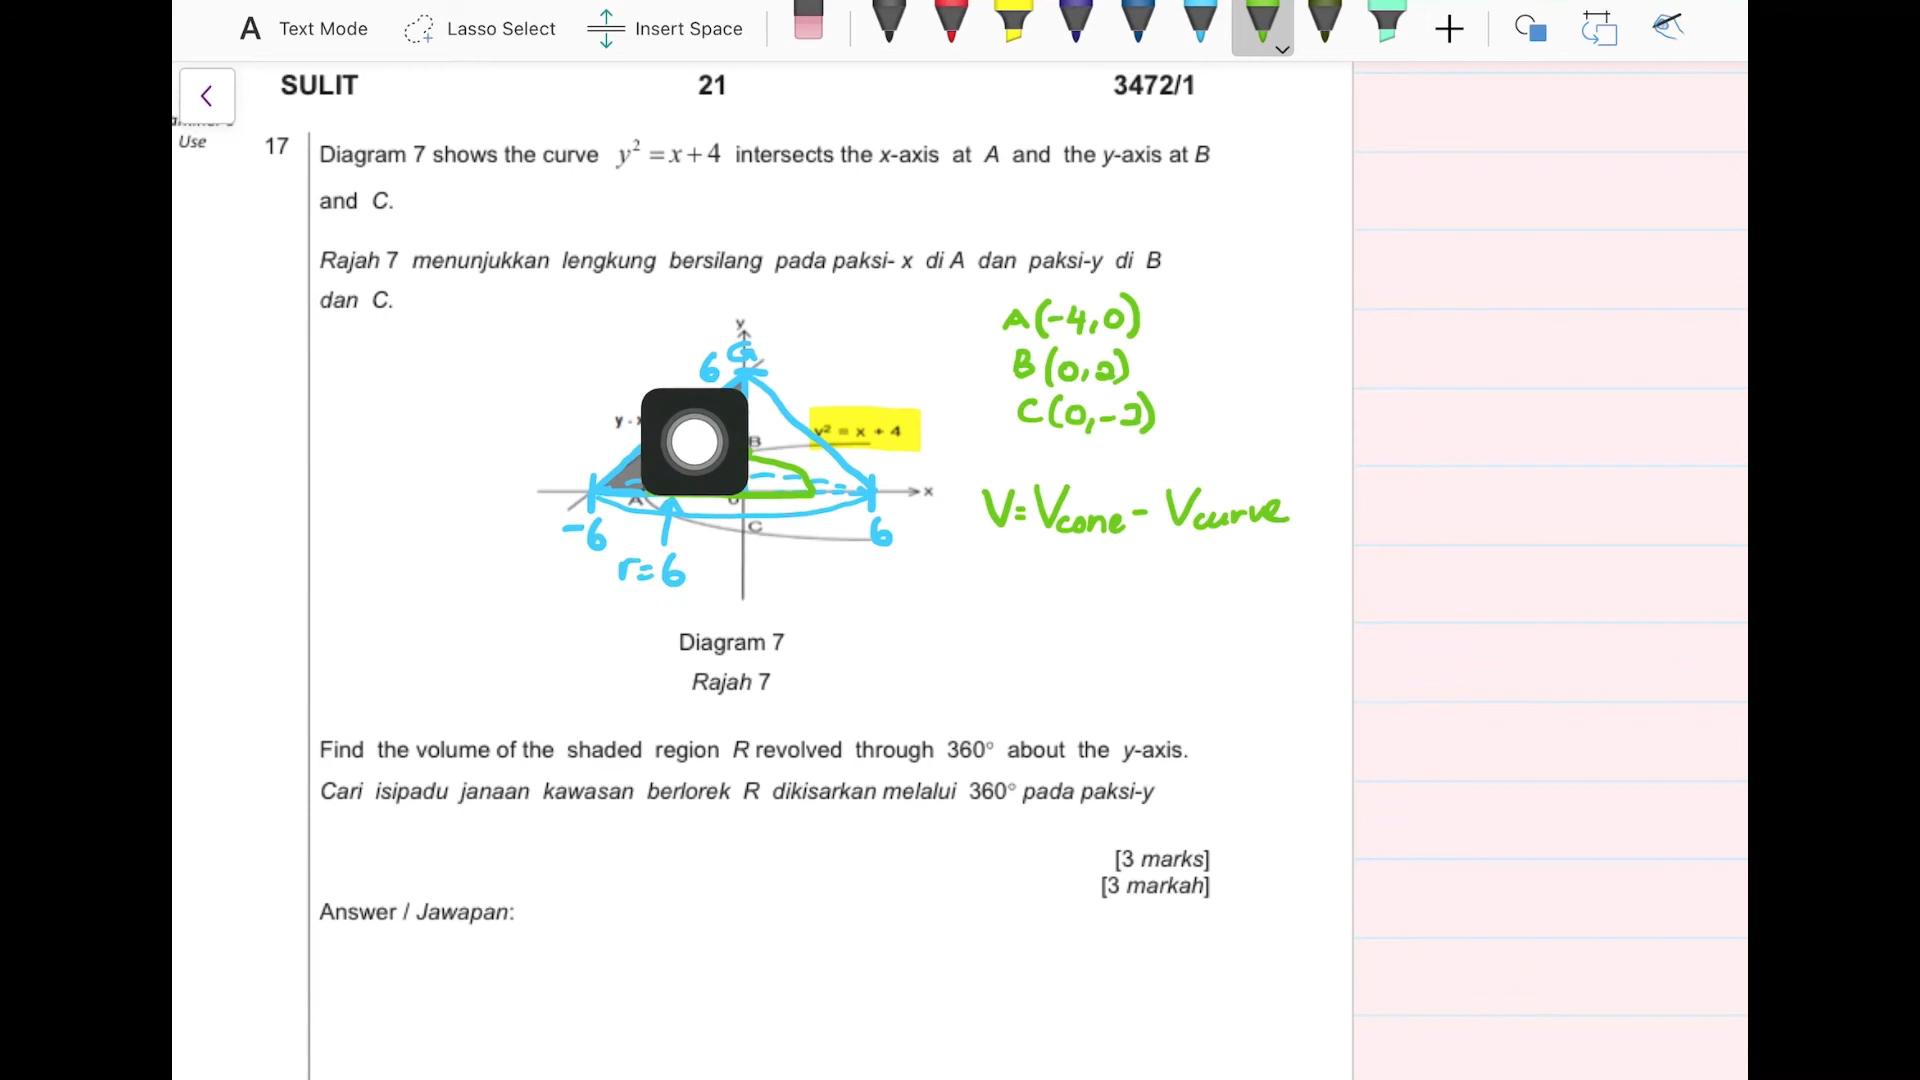 A Text Mode Lasso Select Insert Space
SULIT 21 3472/1
Use
17 Diagram 7 shows the curve y² = x + 4 intersects the x-axis at A and the y-axis at B
and C.
Rajah 7 menunjukkan lengkung bersilang pada paksi- x di A dan paksi-y di B
dan C.
A(-4,0)
B(0,2)
C(0,-2)
y
6
y² = x + 4
B
A
x
C
-6
6
r=6
V=Vcone - Vcurve
Diagram 7
Rajah 7
Find the volume of the shaded region R revolved through 360° about the y-axis.
Cari isipadu janaan kawasan berlorek R dikisarkan melalui 360° pada paksi-y
[3 marks]
[3 markah]
Answer / Jawapan: